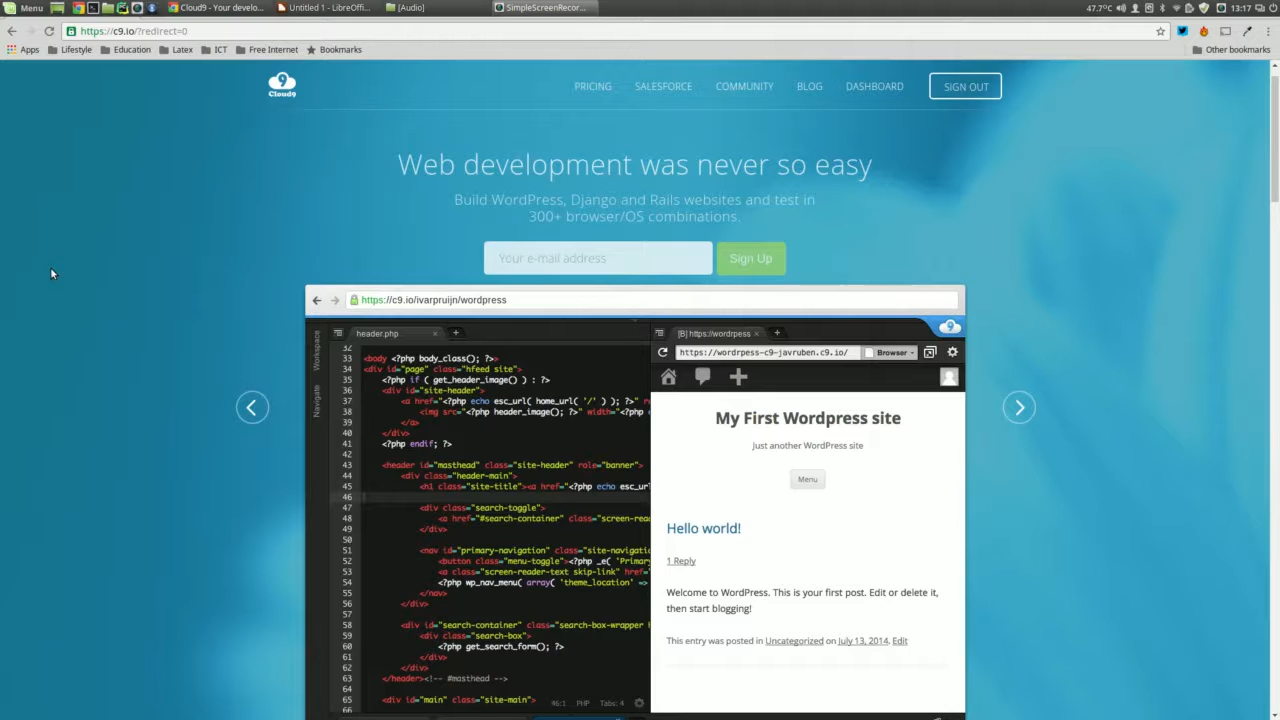 Menu
Cloud9 - Your develo...
Untitled 1 - LibreOffi...
[Audio]
SimpleScreenRecor...
47.7°C
13:17
https://c9.io/?redirect=0
Apps
Lifestyle
Education
Latex
ICT
Free Internet
Bookmarks
Other bookmarks
9
Cloud9
PRICING
SALESFORCE
COMMUNITY
BLOG
DASHBOARD
SIGN OUT
Web development was never so easy
Build WordPress, Django and Rails websites and test in
300+ browser/OS combinations.
Your e-mail address
Sign Up
https://c9.io/ivarpruijn/wordpress
Workspace
Navigate
header.php
32
33 <body <?php body_class(); ?>>
34 <div id="page" class="hfeed site">
35 <?php if ( get_header_image() ) : ?>
36 <div id="site-header">
37 <a href="<?php echo esc_url( home_url( '/' ) ); ?>" r
38 <img src="<?php header_image(); ?>" width="<?php e
39 </a>
40 </div>
41 <?php endif; ?>
42
43 <header id="masthead" class="site-header" role="banner">
44 <div class="header-main">
45 <h1 class="site-title"><a href="<?php echo esc_url
46
47 <div class="search-toggle">
48 <a href="#search-container" class="screen-rea
49 </div>
50
51 <nav id="primary-navigation" class="site-navigatio
52 <button class="menu-toggle"><?php _e( 'Primar
53 <a class="screen-reader-text skip-link" href=
54 <?php wp_nav_menu( array( 'theme_location' =>
55 </nav>
56 </div>
57
58 <div id="search-container" class="search-box-wrapper h
59 <div class="search-box">
60 <?php get_search_form(); ?>
61 </div>
62 </div>
63 </header><!-- #masthead -->
64
65 <div id="main" class="site-main">
66
46:1 PHP Tabs: 4
[B] https://wordpress
https://wordrpess-c9-javruben.c9.io/
Browser
My First Wordpress site
Just another WordPress site
Menu
Hello world!
1 Reply
Welcome to WordPress. This is your first post. Edit or delete it,
then start blogging!
This entry was posted in Uncategorized on July 13, 2014. Edit